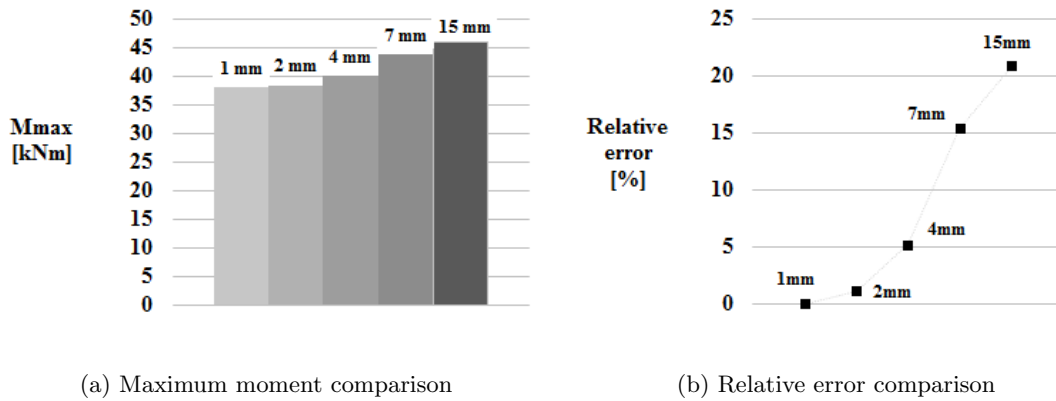 50
45
40
35
30
25
20
15
10
5
0
Mmax
[kNm]
1 mm
2 mm
4 mm
7 mm
15 mm
25
20
15
10
5
0
Relative
error
[%]
1mm
2mm
4mm
7mm
15mm
(a) Maximum moment comparison
(b) Relative error comparison